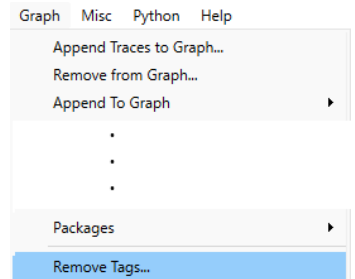 Graph Misc Python Help
Append Traces to Graph...
Remove from Graph...
Append To Graph
Packages
Remove Tags...